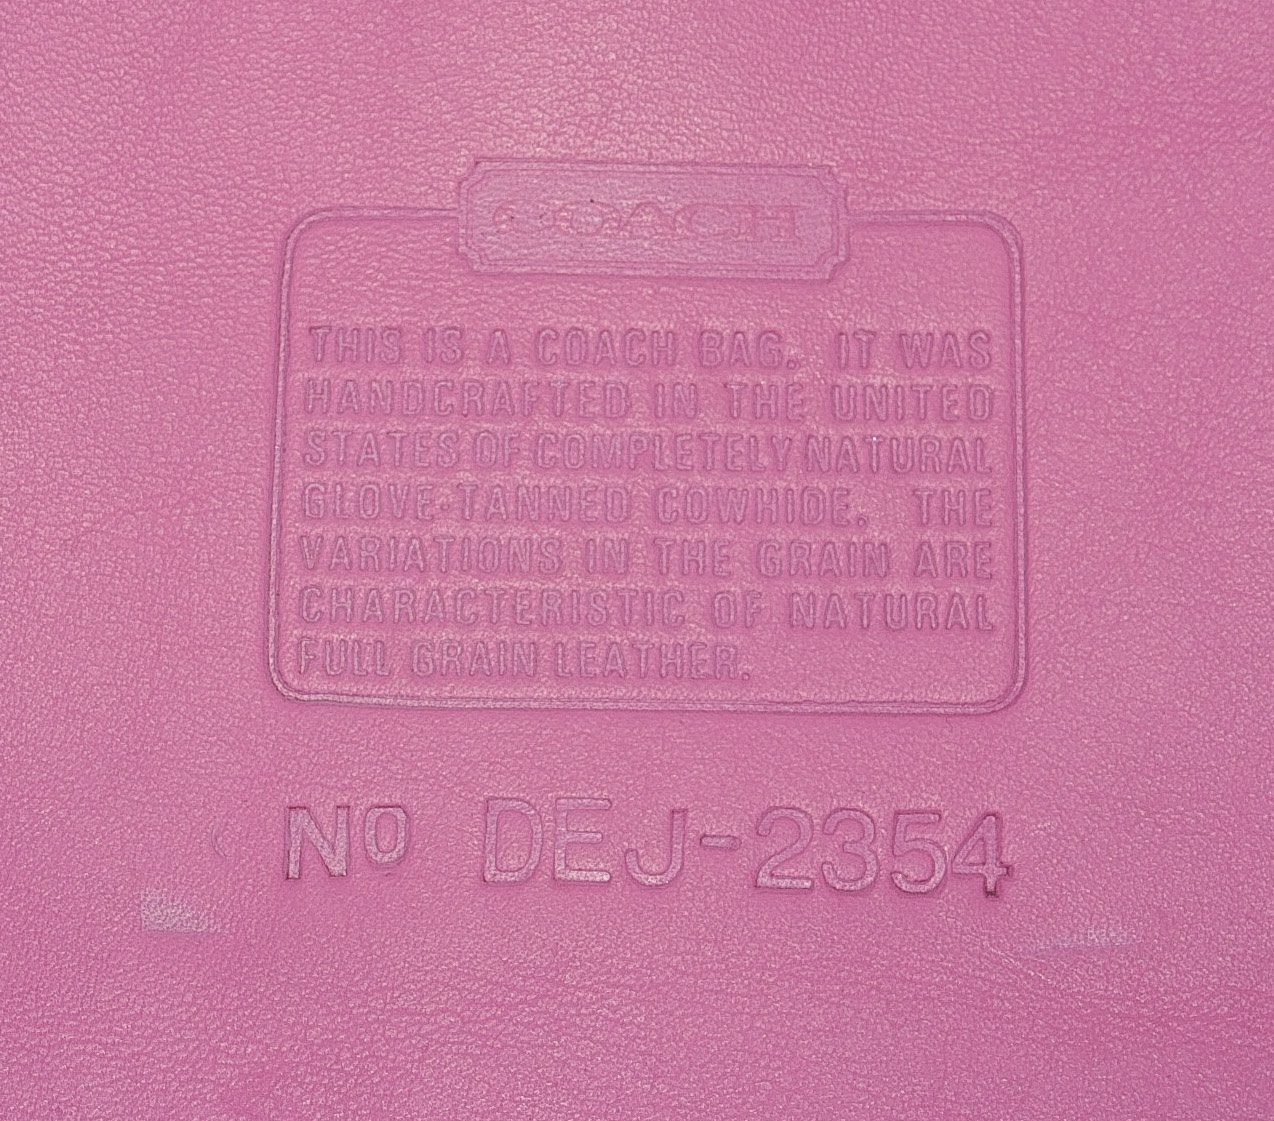 COACH
THIS IS A COACH BAG. IT WAS
HANDCRAFTED IN THE UNITED
STATES OF COMPLETELY NATURAL
GLOVE-TANNED COWHIDE. THE
VARIATIONS IN THE GRAIN ARE
CHARACTERISTIC OF NATURAL
FULL GRAIN LEATHER.
No DEJ-2354